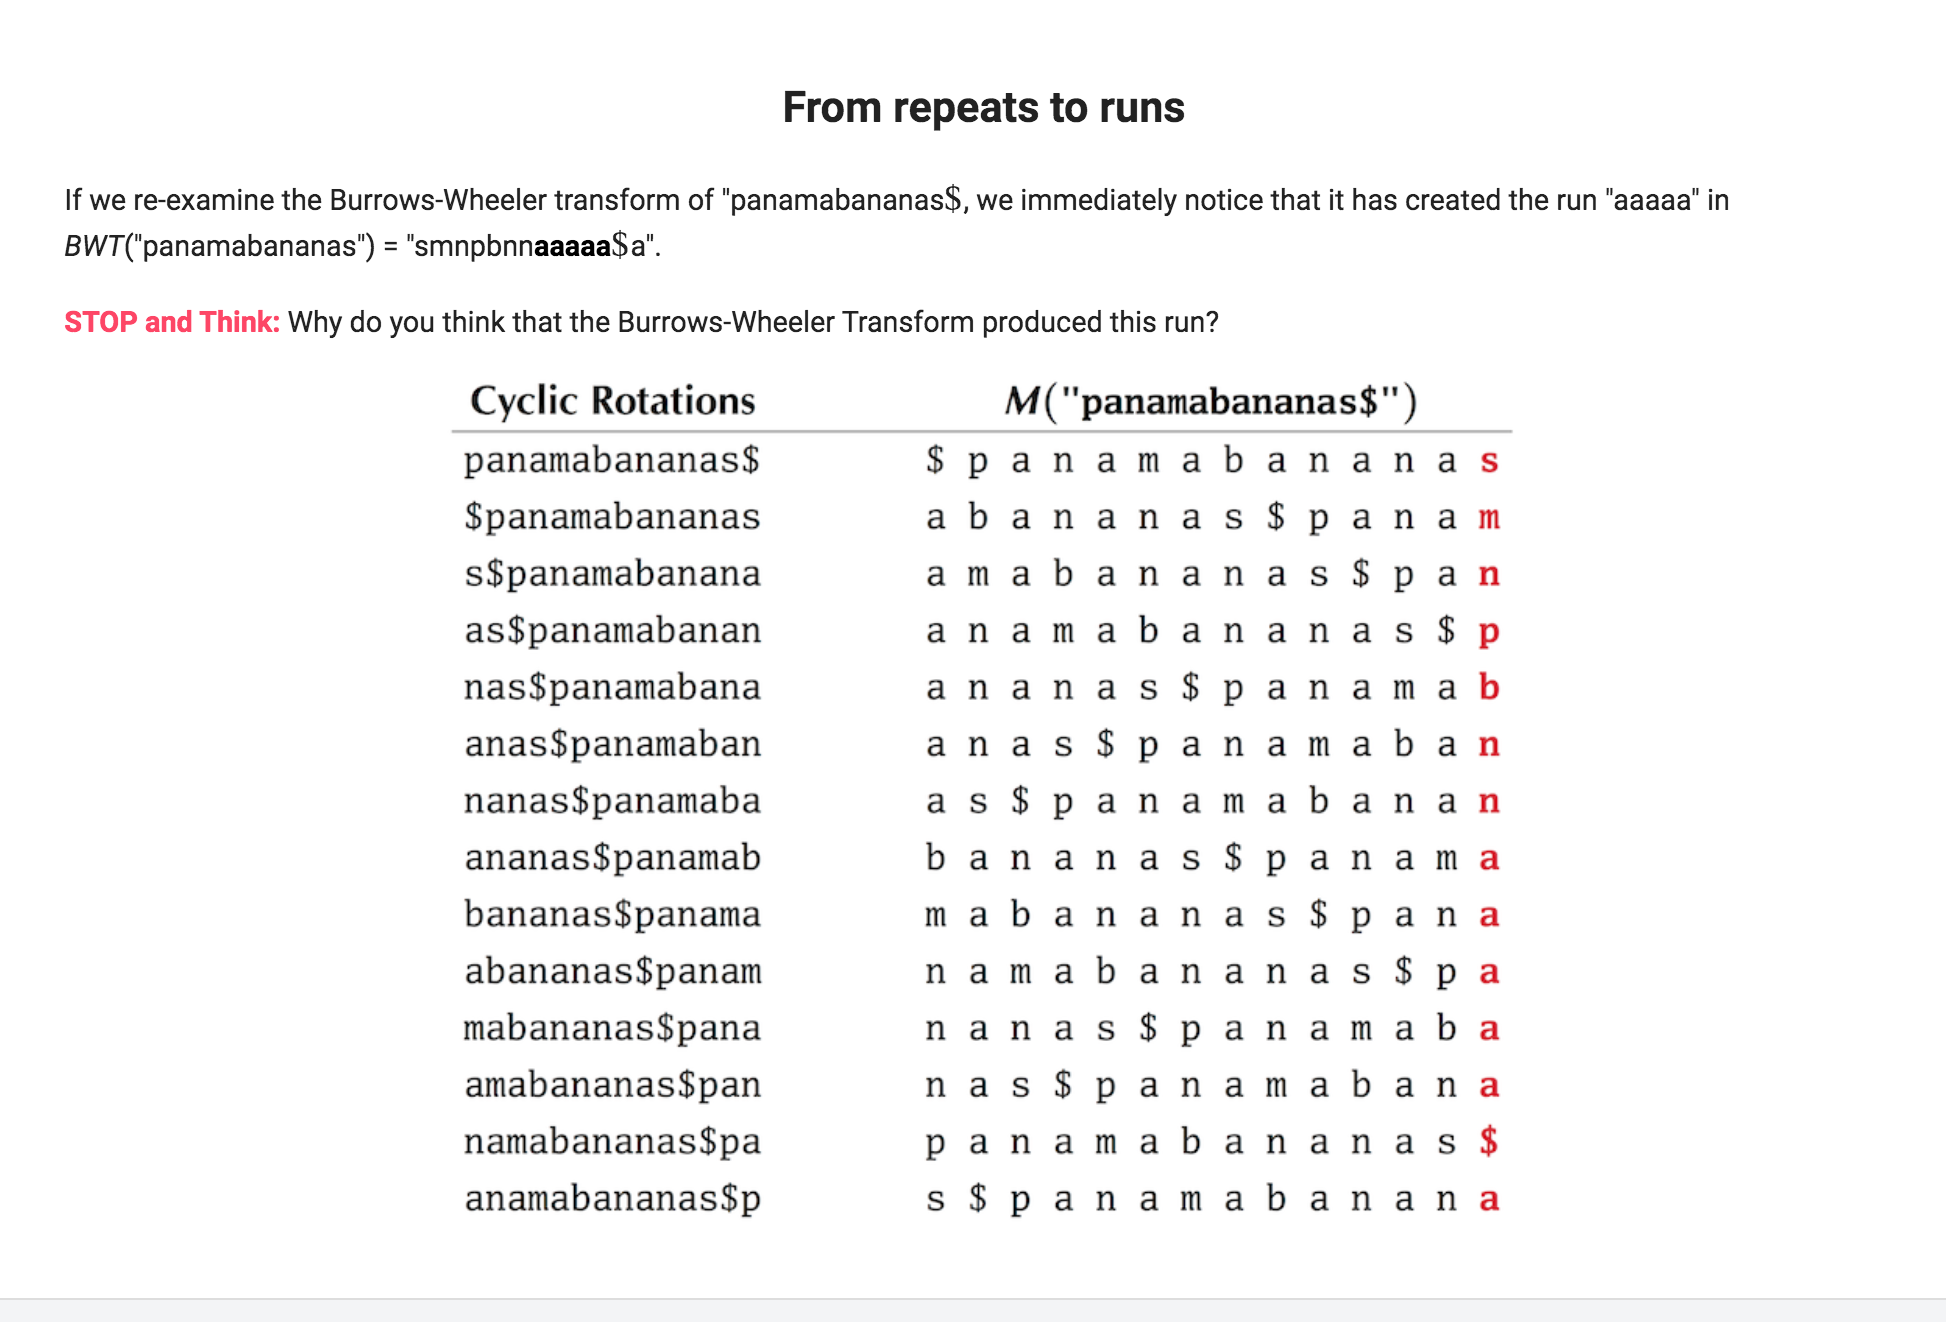 From repeats to runs
If we re-examine the Burrows-Wheeler transform of "panamabananas$, we immediately notice that it has created the run "aaaaa" in
BWT("panamabananas") = "smnpbnnaaaaa$a".
STOP and Think: Why do you think that the Burrows-Wheeler Transform produced this run?
Cyclic Rotations M("panamabananas$")
panamabananas$ $ p a n a m a b a n a n a s
$panamabananas a b a n a n a s $ p a n a m
s$panamabanana a m a b a n a n a s $ p a n
as$panamabanan a n a m a b a n a n a s $ p
nas$panamabana a n a n a s $ p a n a m a b
anas$panamaban a n a s $ p a n a m a b a n
nanas$panamaba a s $ p a n a m a b a n a n
ananas$panamab b a n a n a s $ p a n a m a
bananas$panama m a b a n a n a s $ p a n a
abananas$panam n a m a b a n a n a s $ p a
mabananas$pana n a n a s $ p a n a m a b a
amabananas$pan n a s $ p a n a m a b a n a
namabananas$pa p a n a m a b a n a n a s $
anamabananas$p s $ p a n a m a b a n a n a